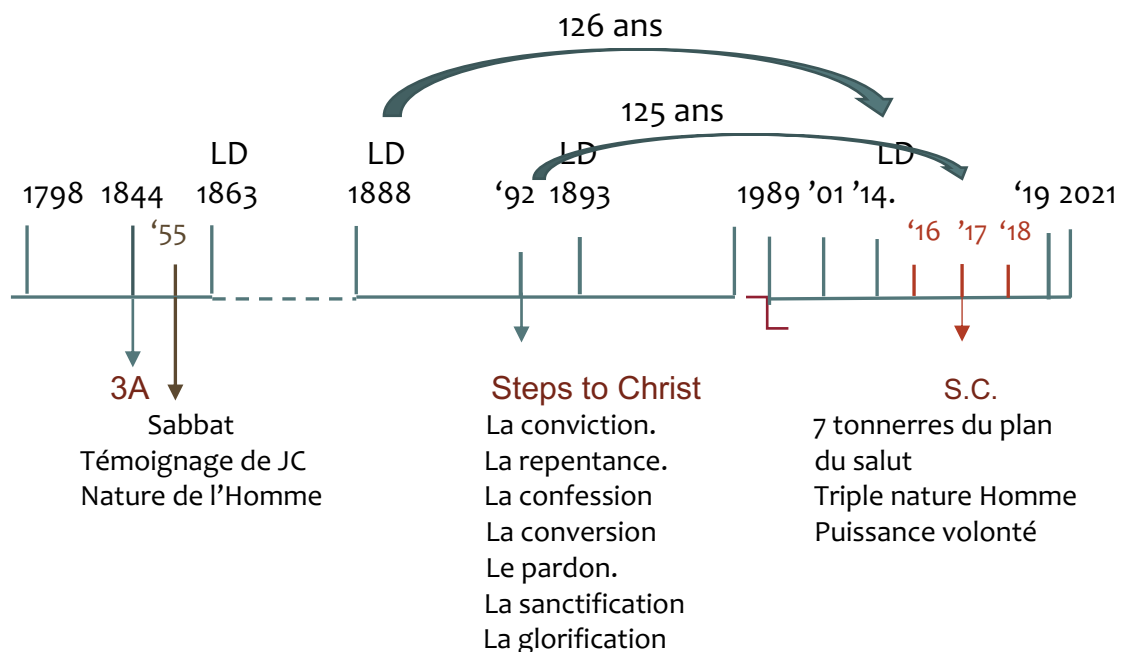 126 ans
125 ans
LD LD LD LD
1798 1844 1863 1888 ‘92 1893 1989 ’01 ’14. ‘19 2021
‘55 ‘16 ’17 ‘18
3A
Sabbat
Témoignage de JC
Nature de l’Homme
Steps to Christ
La conviction.
La repentance.
La confession
La conversion
Le pardon.
La sanctification
La glorification
S.C.
7 tonnerres du plan
du salut
Triple nature Homme
Puissance volonté